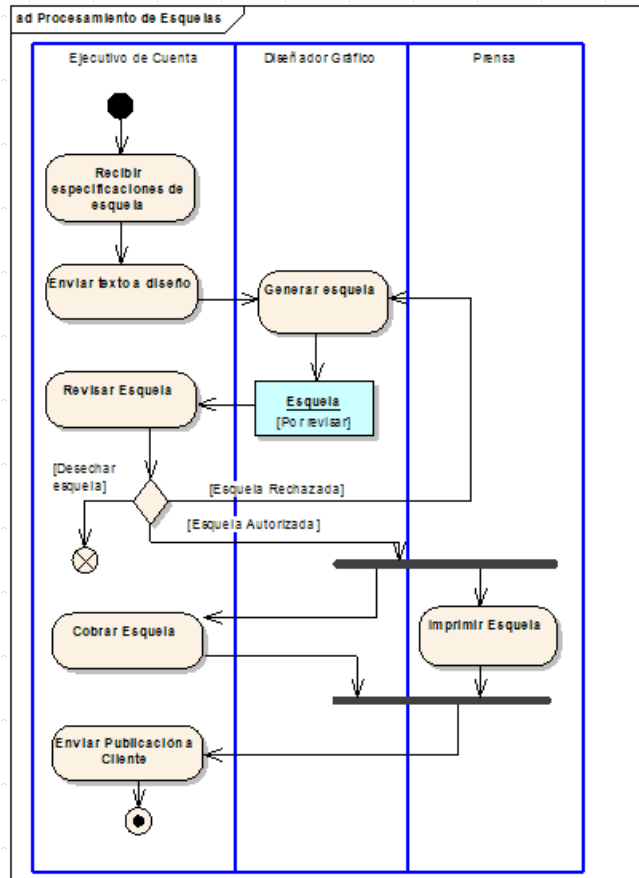 ad Procesamiento de Esquelas
Ejecutivo de Cuenta
Diseñador Gráfico
Prensa
Recibir
especificaciones de
esquela
Enviar texto a diseño
Generar esquela
Revisar Esquela
Esquela
[Por revisar]
[Desechar
esquela]
[Esquela Rechazada]
[Esquela Autorizada]
Cobrar Esquela
Imprimir Esquela
Enviar Publicación a
Cliente